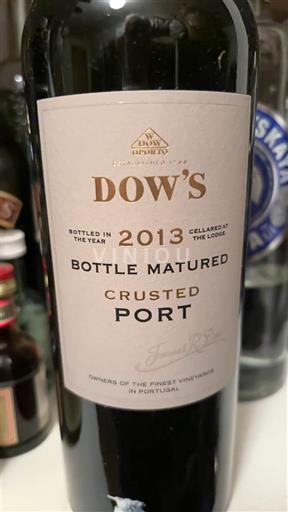 W
DOW
OPORTO
DOW'S
BOTTLED IN
THE YEAR
2013
CELLARED AT
THE LODGE
VINIOU
BOTTLE MATURED
CRUSTED
PORT
OWNERS OF THE FINEST VINEYARDS
IN PORTUGAL